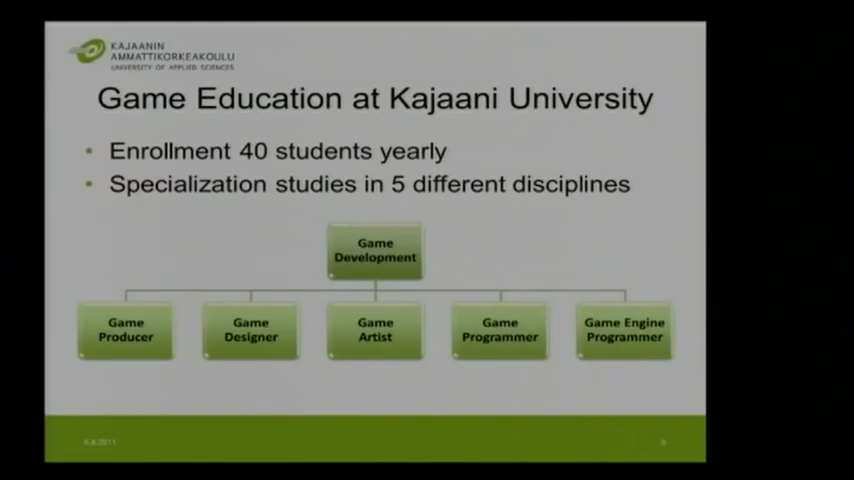 KAJAANIN
AMMATTIKORKEAKOULU
UNIVERSITY OF APPLIED SCIENCES
Game Education at Kajaani University
• Enrollment 40 students yearly
• Specialization studies in 5 different disciplines
Game
Development
Game
Producer
Game
Designer
Game
Artist
Game
Programmer
Game Engine
Programmer